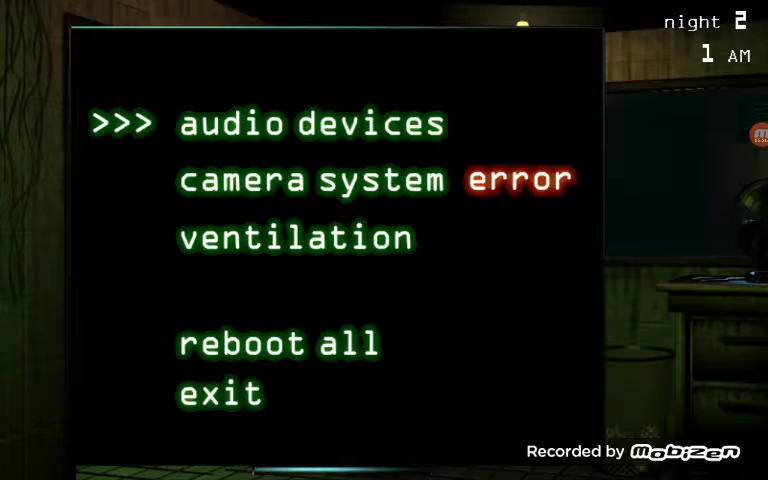 night 2
1 AM
>>> audio devices
camera system error
ventilation
reboot all
exit
Recorded by Mobizen